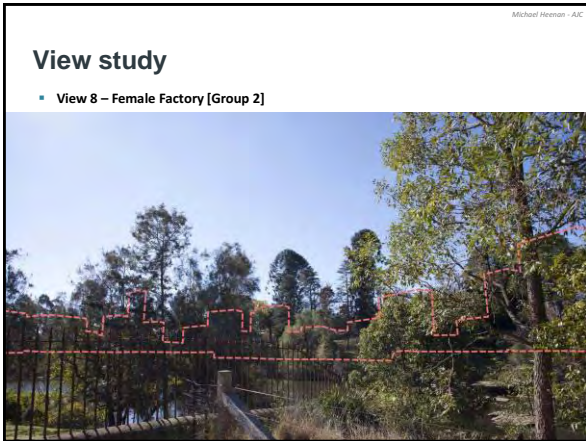 Michael Heenan - AJC
View study
View 8 – Female Factory [Group 2]